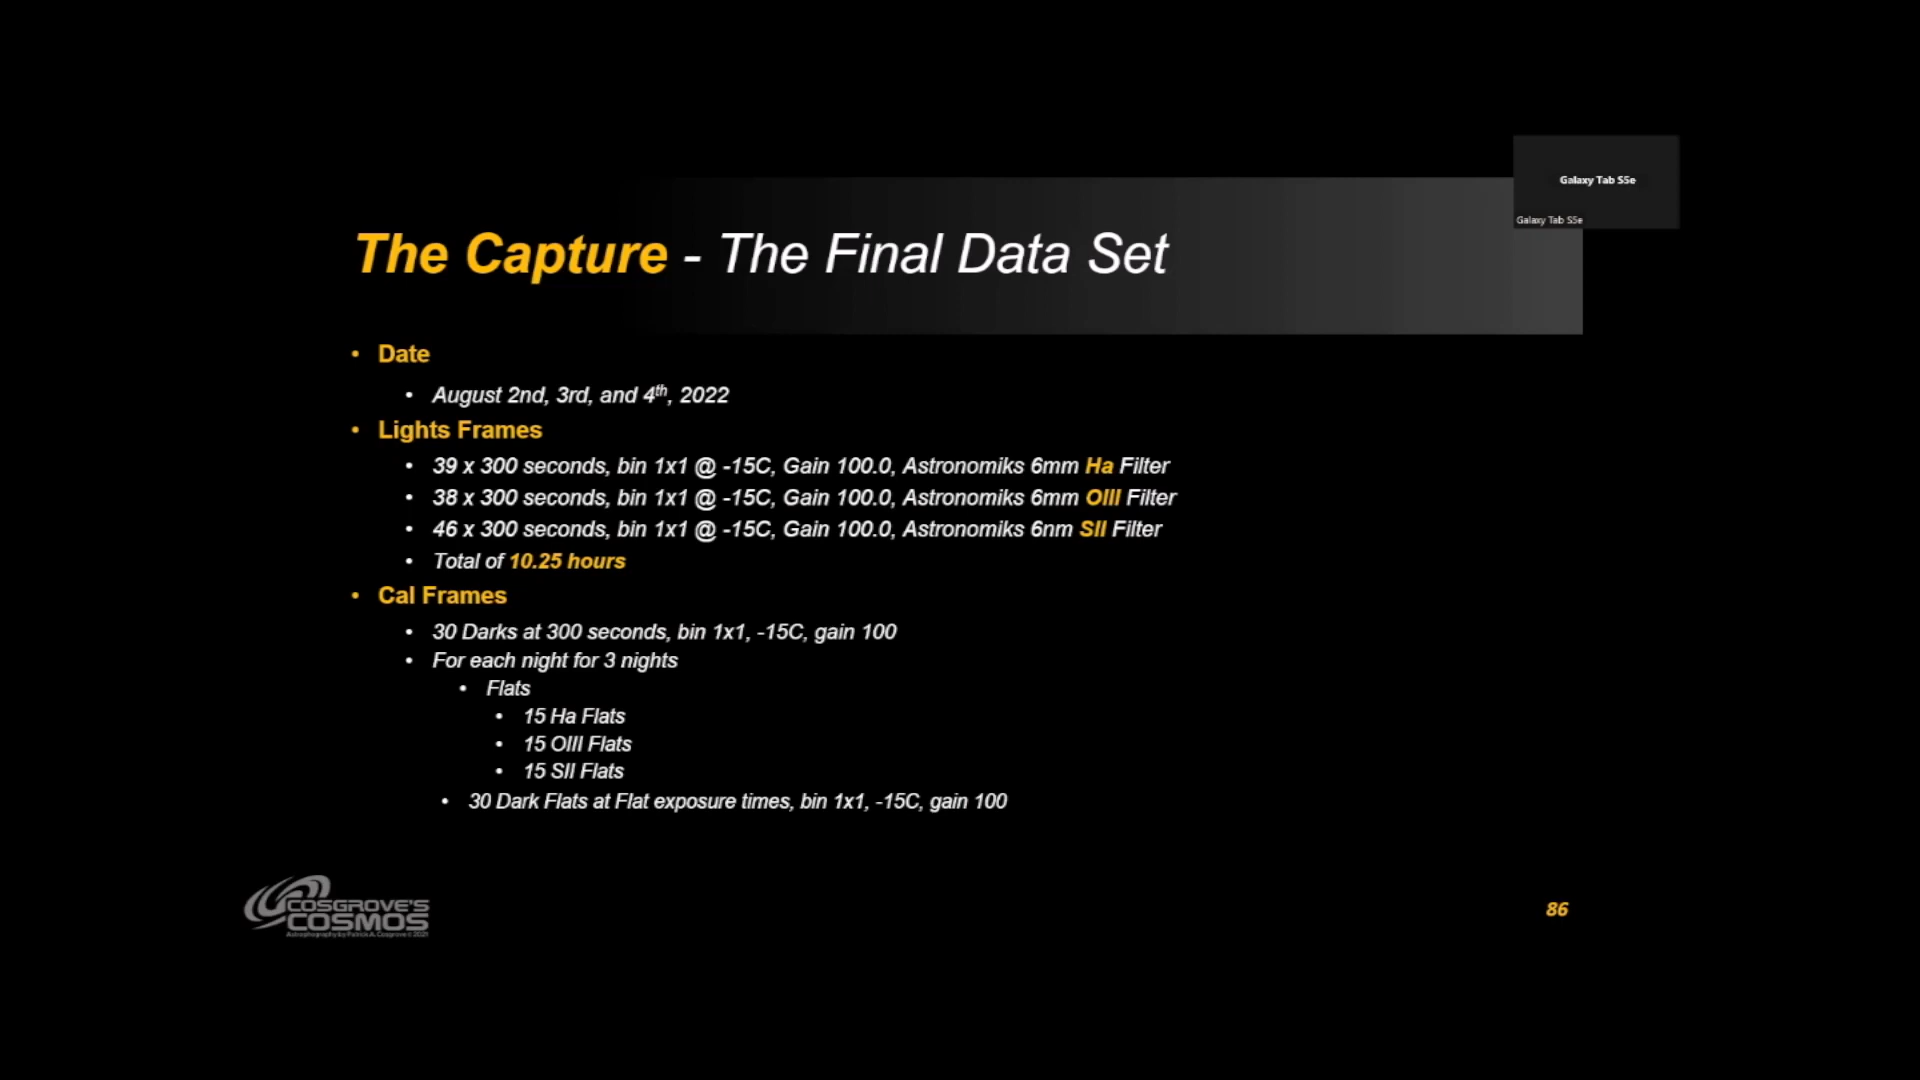 Galaxy Tab S5e
Galaxy Tab S5e
The Capture - The Final Data Set
• Date
• August 2nd, 3rd, and 4th, 2022
• Lights Frames
• 39 x 300 seconds, bin 1x1 @ -15C, Gain 100.0, Astronomiks 6mm Ha Filter
• 38 x 300 seconds, bin 1x1 @ -15C, Gain 100.0, Astronomiks 6mm OIII Filter
• 46 x 300 seconds, bin 1x1 @ -15C, Gain 100.0, Astronomiks 6nm SII Filter
• Total of 10.25 hours
• Cal Frames
• 30 Darks at 300 seconds, bin 1x1, -15C, gain 100
• For each night for 3 nights
• Flats
• 15 Ha Flats
• 15 OIII Flats
• 15 SII Flats
• 30 Dark Flats at Flat exposure times, bin 1x1, -15C, gain 100
COSGROVE'S
COSMOS
Astrophography by Patrick A. Cosgrove © 2021
86